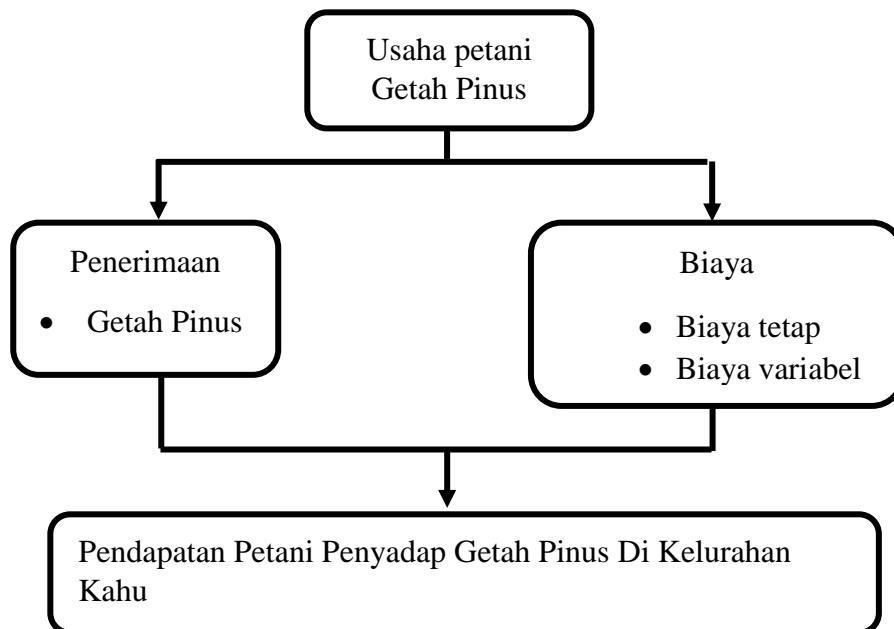 Usaha petani
Getah Pinus
Penerimaan
• Getah Pinus
Biaya
• Biaya tetap
• Biaya variabel
Pendapatan Petani Penyadap Getah Pinus Di Kelurahan
Kahu